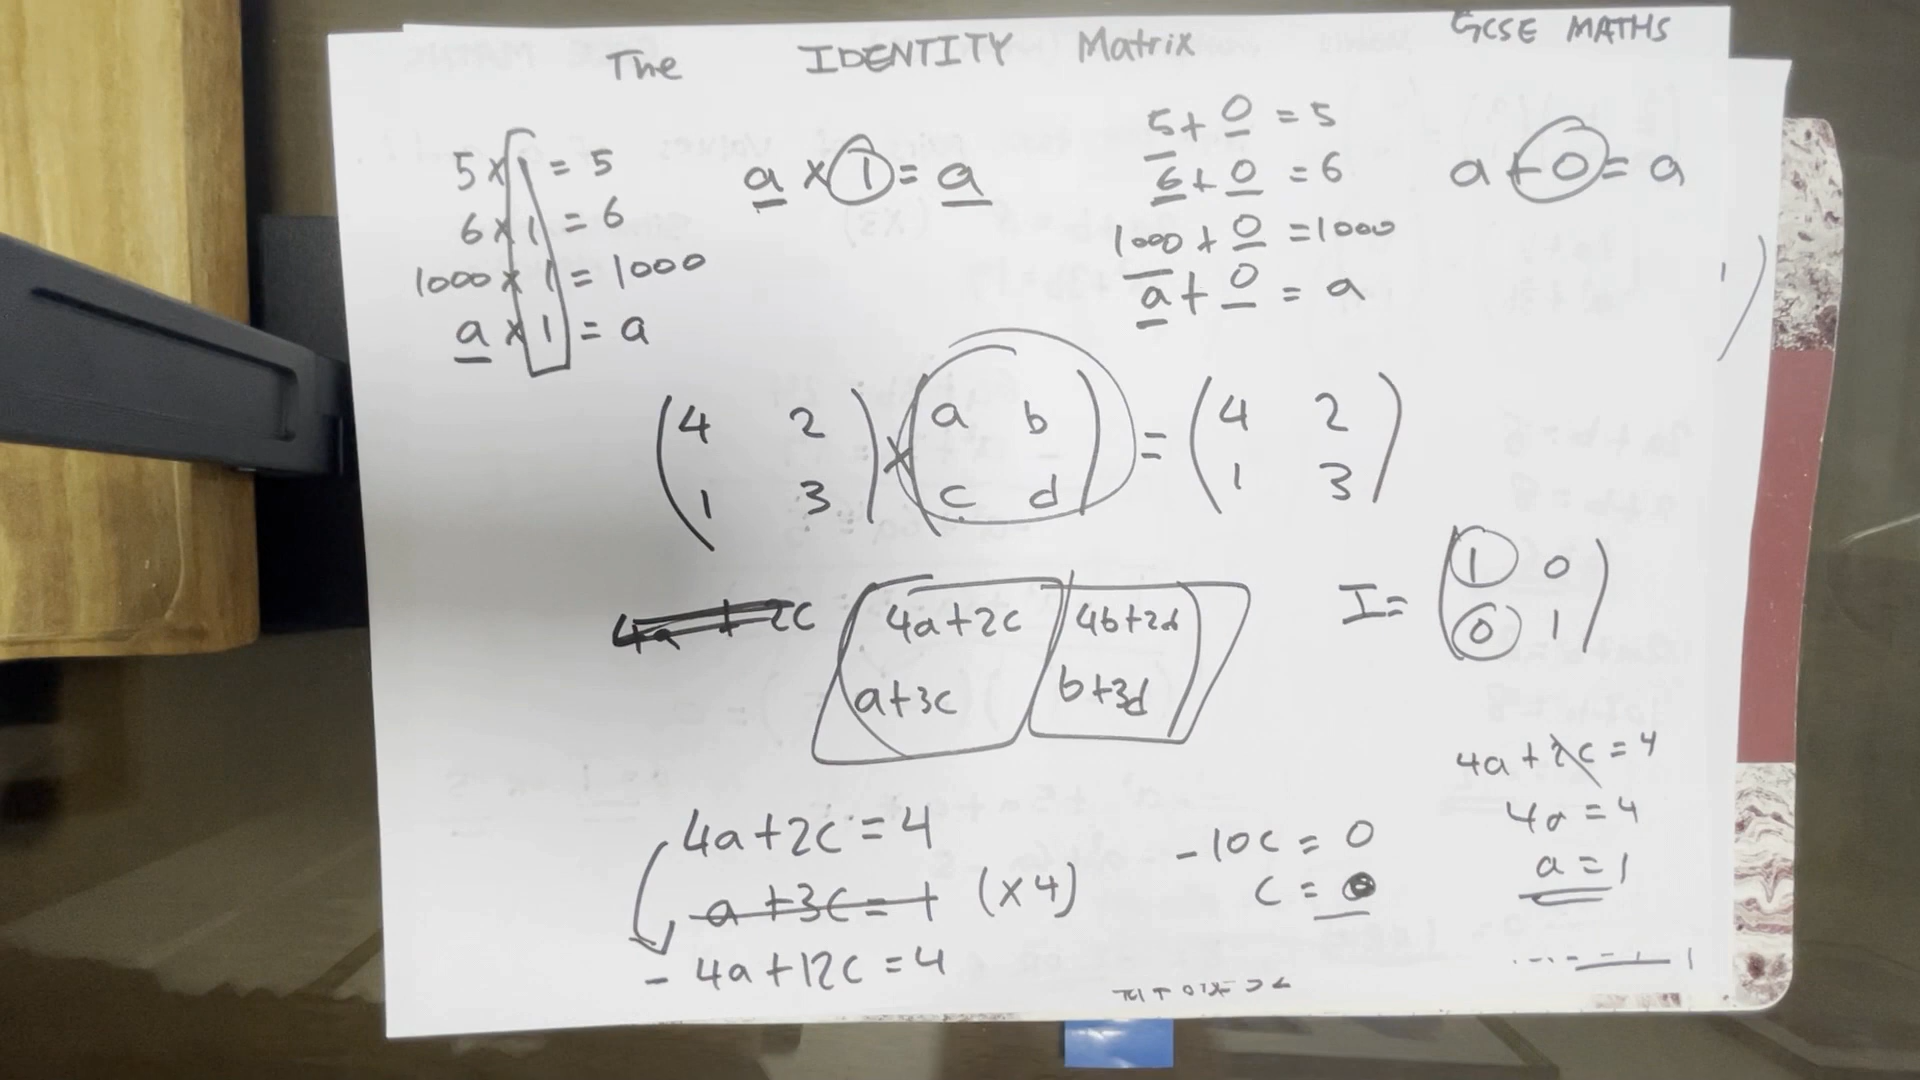 The IDENTITY Matrix
GCSE MATHS
5 × 1 = 5
6 × 1 = 6
1000 × 1 = 1000
a × 1 = a
a × 1 = a
5 + 0 = 5
6 + 0 = 6
1000 + 0 = 1000
a + 0 = a
a + 0 = a
( 4 2 ) × ( a b ) = ( 4 2 )
( 1 3 ) ( c d ) ( 1 3 )
4a + 2c
4a+2c 4b+2d
a+3c b+3d
I = ( 1 0 )
( 0 1 )
4a+2c = 4
a+3c = 1 (×4)
- 4a+12c = 4
-10c = 0
c = 0
4a + 2c = 4
4a = 4
a = 1